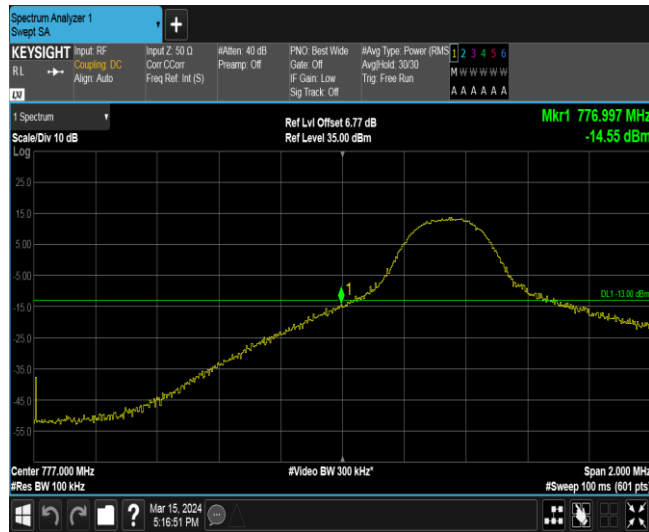 Spectrum Analyzer 1
Swept SA
+
KEYSIGHT
RL
LXI
Input: RF
Coupling: DC
Align: Auto
Input Z: 50 Ω
Corr CCorr
Freq Ref: Int (S)
#Atten: 40 dB
Preamp: Off
PNO: Best Wide
Gate: Off
IF Gain: Low
Sig Track: Off
#Avg Type: Power (RMS
Avg|Hold: 30/30
Trig: Free Run
1 2 3 4 5 6
M W W W W W
A A A A A A
1 Spectrum
Scale/Div 10 dB
Ref Lvl Offset 6.77 dB
Ref Level 35.00 dBm
Mkr1 776.997 MHz
-14.55 dBm
Log
25.0
15.0
5.00
-5.00
-15.0
-25.0
-35.0
-45.0
-55.0
1
DL1 -13.00 dBm
Center 777.000 MHz
#Res BW 100 kHz
#Video BW 300 kHz*
Span 2.000 MHz
#Sweep 100 ms (601 pts)
?
Mar 15, 2024
5:16:51 PM